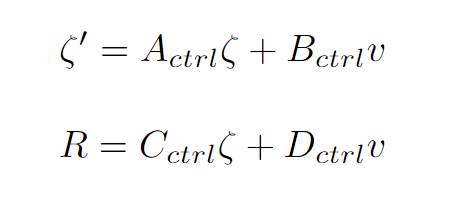 ζ′ = A_{ctrl}ζ + B_{ctrl}v
R = C_{ctrl}ζ + D_{ctrl}v